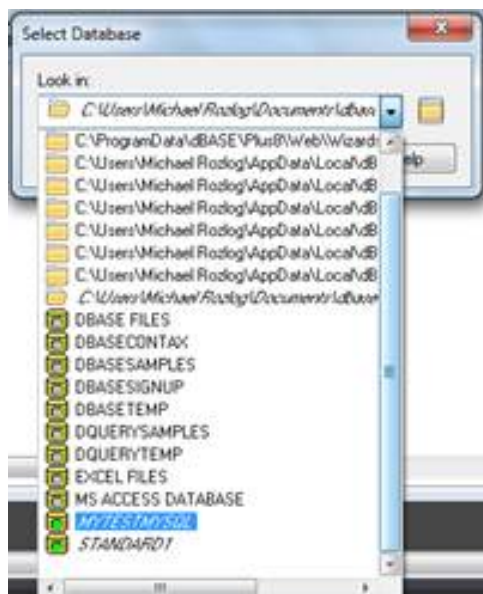 Select Database
Look in:
C:\Users\Michael Rozlog\Documents\dbas
elp
C:\ProgramData\dBASE\Plus8\Web\Wizards
C:\Users\Michael Rozlog\AppData\Local\dB
C:\Users\Michael Rozlog\AppData\Local\dB
C:\Users\Michael Rozlog\AppData\Local\dB
C:\Users\Michael Rozlog\AppData\Local\dB
C:\Users\Michael Rozlog\AppData\Local\dB
C:\Users\Michael Rozlog\AppData\Local\dB
C:\Users\Michael Rozlog\Documents\dbase
DBASE FILES
DBASECONTAX
DBASESAMPLES
DBASESIGNUP
DBASETEMP
DQUERYSAMPLES
DQUERYTEMP
EXCEL FILES
MS ACCESS DATABASE
MYTESTMYSQL
STANDARD1